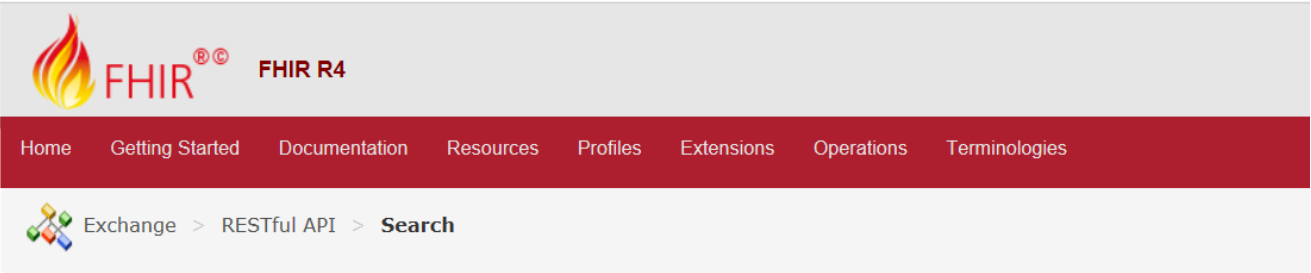 FHIR®© FHIR R4
Home Getting Started Documentation Resources Profiles Extensions Operations Terminologies
Exchange > RESTful API > Search